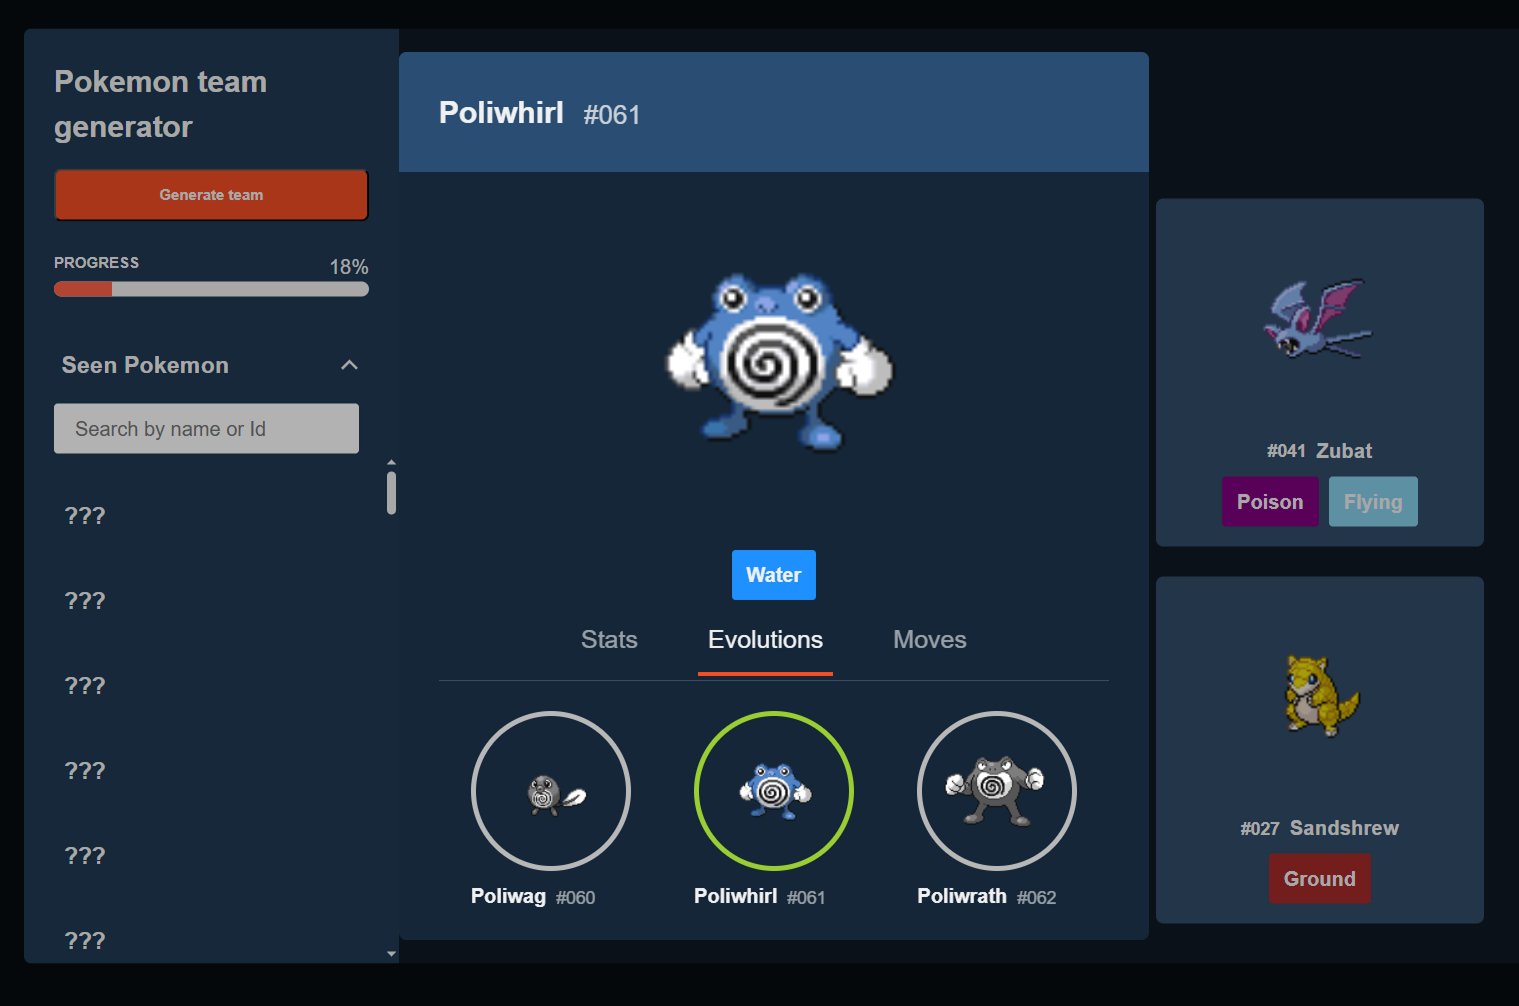 Pokemon team
generator
Generate team
PROGRESS 18%
Seen Pokemon
Search by name or Id
???
???
???
???
???
???
Poliwhirl #061
Water
Stats Evolutions Moves
Poliwag #060
Poliwhirl #061
Poliwrath #062
#041 Zubat
Poison Flying
#027 Sandshrew
Ground